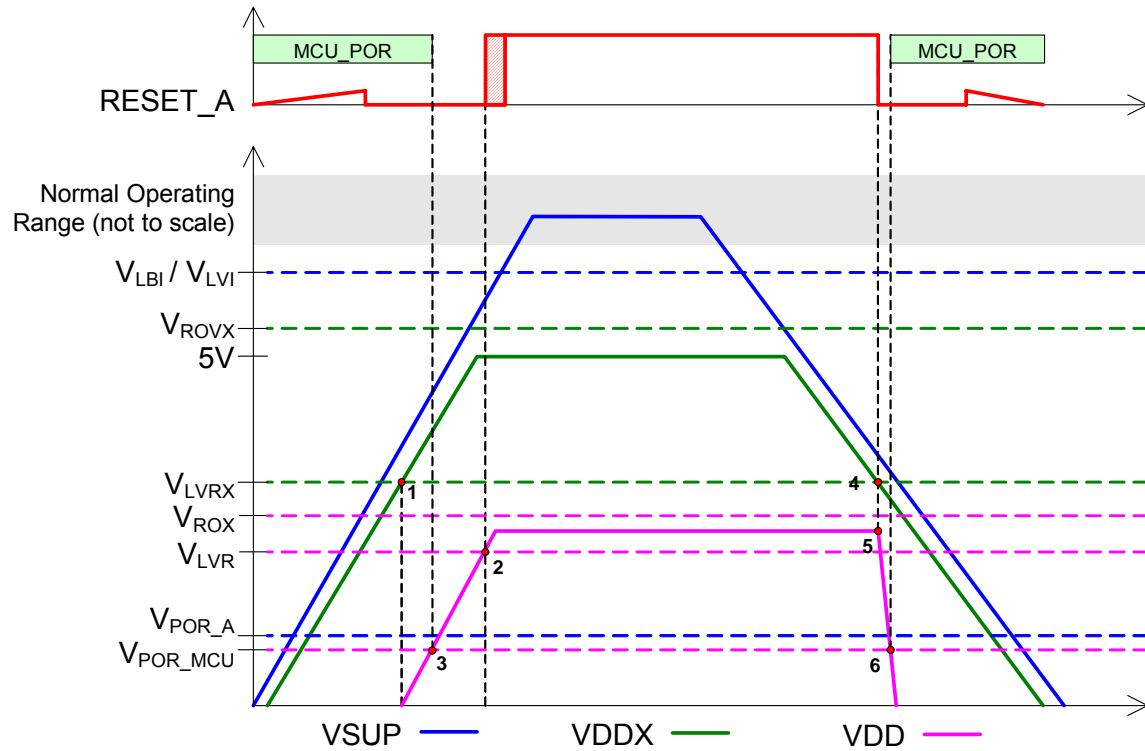 MCU_POR
MCU_POR
RESET_A
Normal Operating
Range (not to scale)
VLBI / VLVI
VROVX
5V
VLVRX
1
4
VROX
5
VLVR
2
VPOR_A
VPOR_MCU
3
6
VSUP
VDDX
VDD